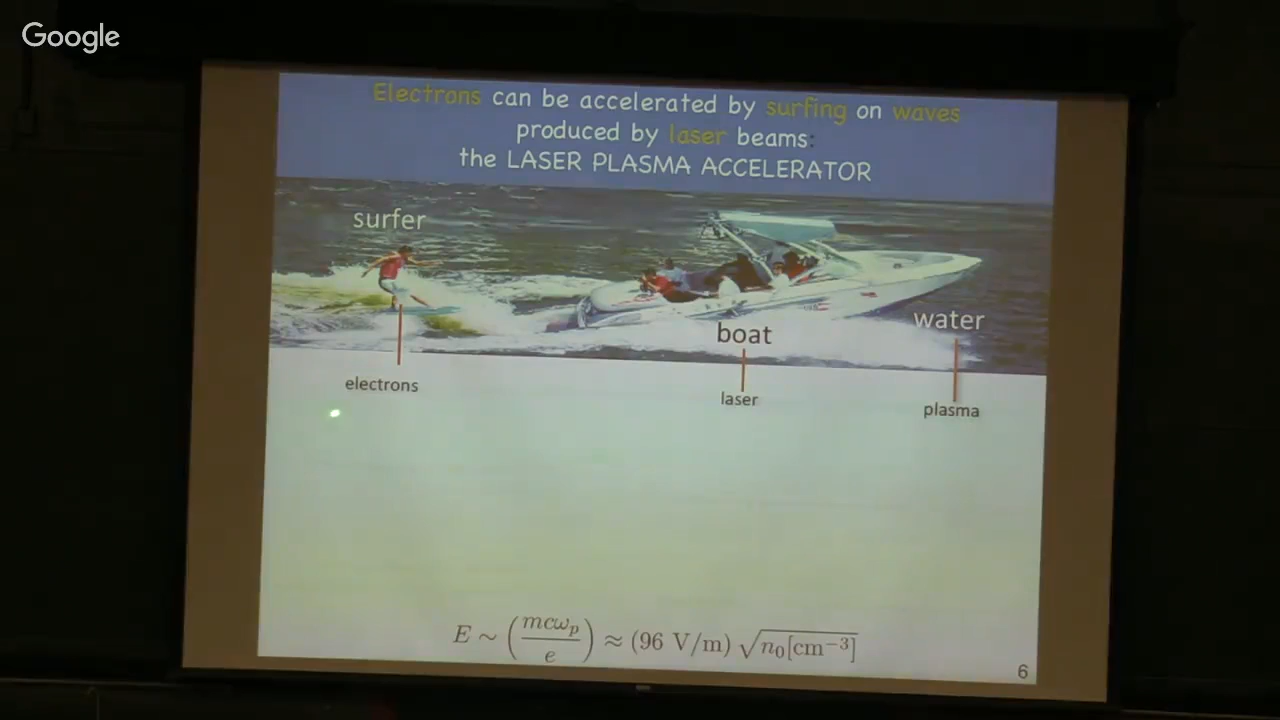 Google
Electrons can be accelerated by surfing on waves
produced by laser beams:
the LASER PLASMA ACCELERATOR
surfer
boat
water
electrons
laser
plasma
E ∼ (mcωₚ/e) ≈ (96 V/m) √n₀[cm⁻³]
6